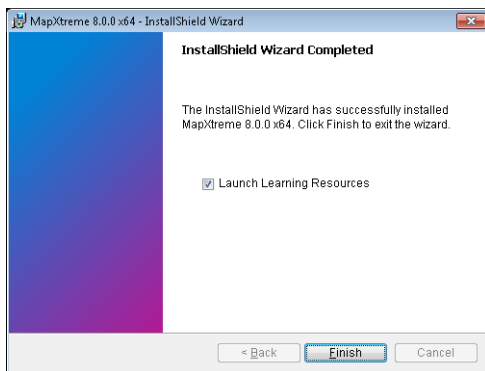 MapXtreme 8.0.0 x64 - InstallShield Wizard
InstallShield Wizard Completed
The InstallShield Wizard has successfully installed
MapXtreme 8.0.0 x64. Click Finish to exit the wizard.
Launch Learning Resources
< Back Finish Cancel